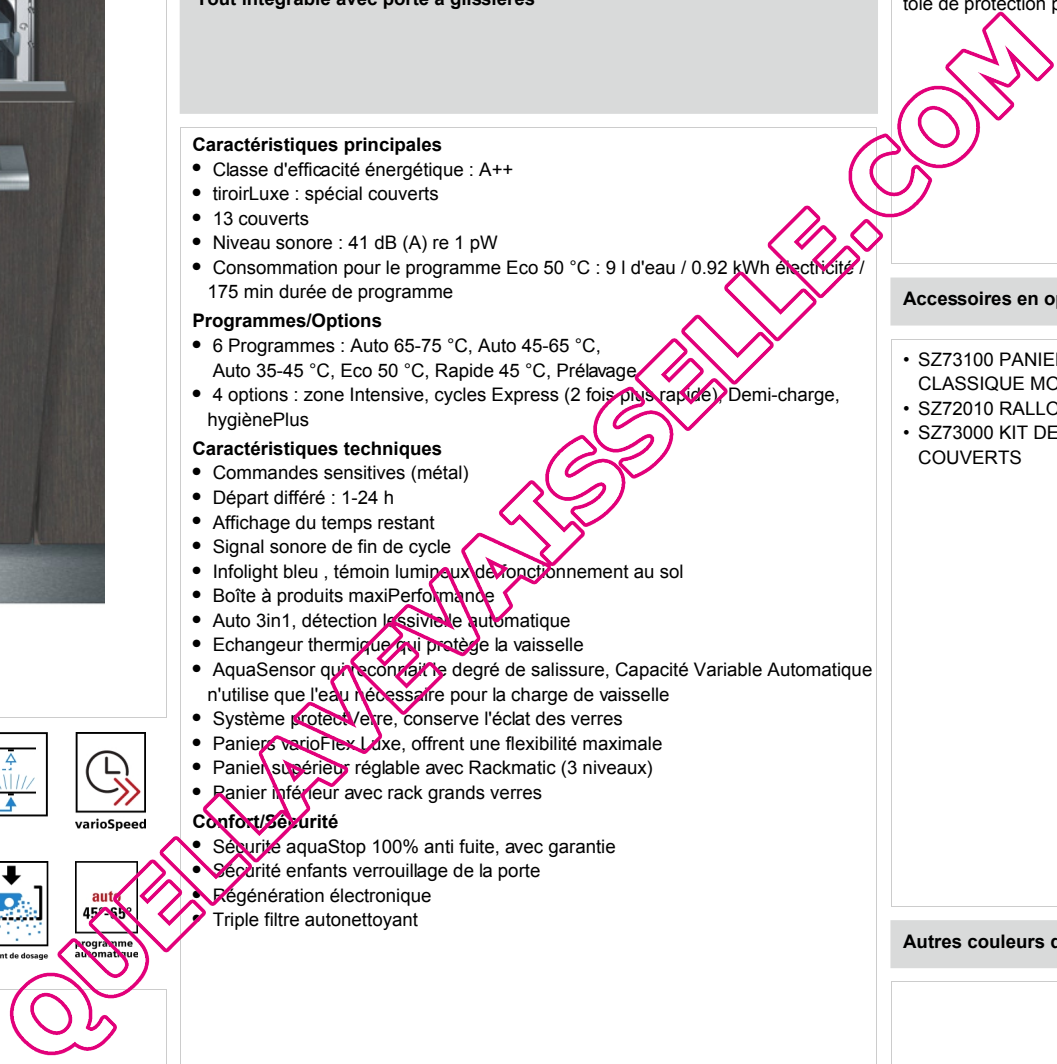 Tout intégrable avec porte à glissières
Caractéristiques principales
• Classe d'efficacité énergétique : A++
• tiroirLuxe : spécial couverts
• 13 couverts
• Niveau sonore : 41 dB (A) re 1 pW
• Consommation pour le programme Eco 50 °C : 9 l d'eau / 0.92 kWh électricité /
175 min durée de programme
Programmes/Options
• 6 Programmes : Auto 65-75 °C, Auto 45-65 °C,
Auto 35-45 °C, Eco 50 °C, Rapide 45 °C, Prélavage
• 4 options : zone Intensive, cycles Express (2 fois plus rapide), Demi-charge,
hygiènePlus
Caractéristiques techniques
• Commandes sensitives (métal)
• Départ différé : 1-24 h
• Affichage du temps restant
• Signal sonore de fin de cycle
• Infolight bleu , témoin lumineux de fonctionnement au sol
• Boîte à produits maxiPerformance
• Auto 3in1, détection lessivielle automatique
• Echangeur thermique qui protège la vaisselle
• AquaSensor qui reconnait le degré de salissure, Capacité Variable Automatique
n'utilise que l'eau nécessaire pour la charge de vaisselle
• Système protectVerre, conserve l'éclat des verres
• Paniers varioFlex Luxe, offrent une flexibilité maximale
• Panier supérieur réglable avec Rackmatic (3 niveaux)
• Panier inférieur avec rack grands verres
Confort/Sécurité
• Sécurité aquaStop 100% anti fuite, avec garantie
• Sécurité enfants verrouillage de la porte
• Régénération électronique
• Triple filtre autonettoyant
varioSpeed
auto
45°-65°
programme
automatique
nt de dosage
tôle de protection p
Accessoires en o
• SZ73100 PANIE
CLASSIQUE MO
• SZ72010 RALLO
• SZ73000 KIT DE
COUVERTS
Autres couleurs d
QUELLAVEVAISSELLE.COM